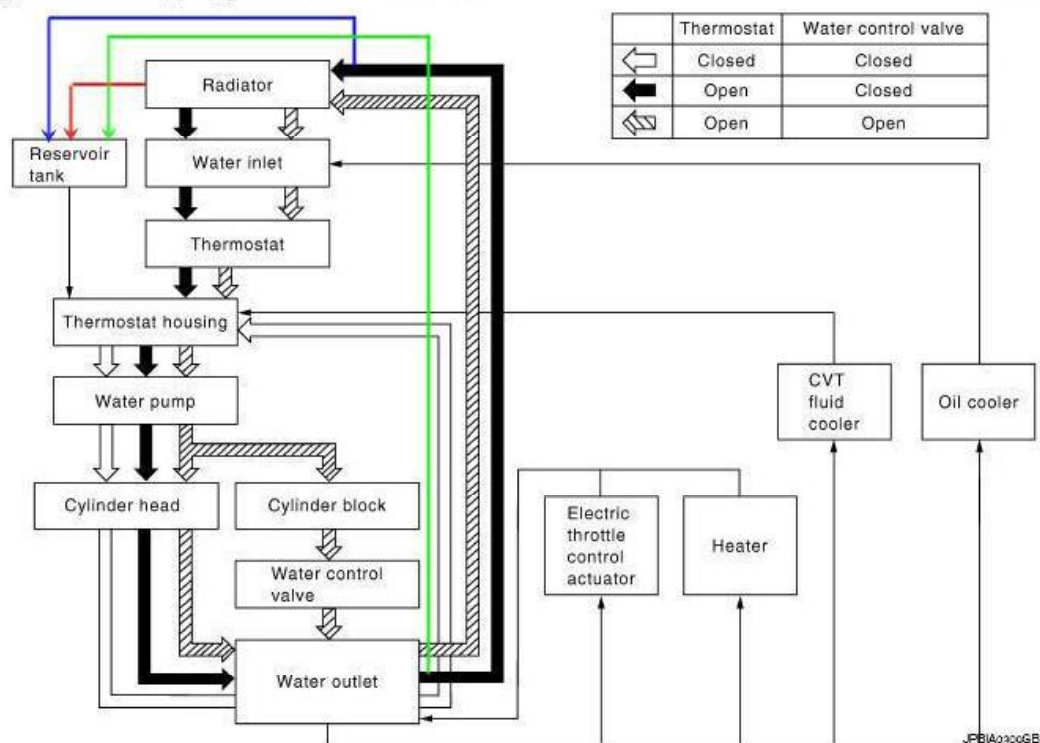 Thermostat Water control valve
Closed Closed
Open Closed
Open Open
Radiator
Reservoir
tank
Water inlet
Thermostat
Thermostat housing
Water pump
CVT
fluid
cooler
Oil cooler
Cylinder head
Cylinder block
Electric
throttle
control
actuator
Heater
Water control
valve
Water outlet